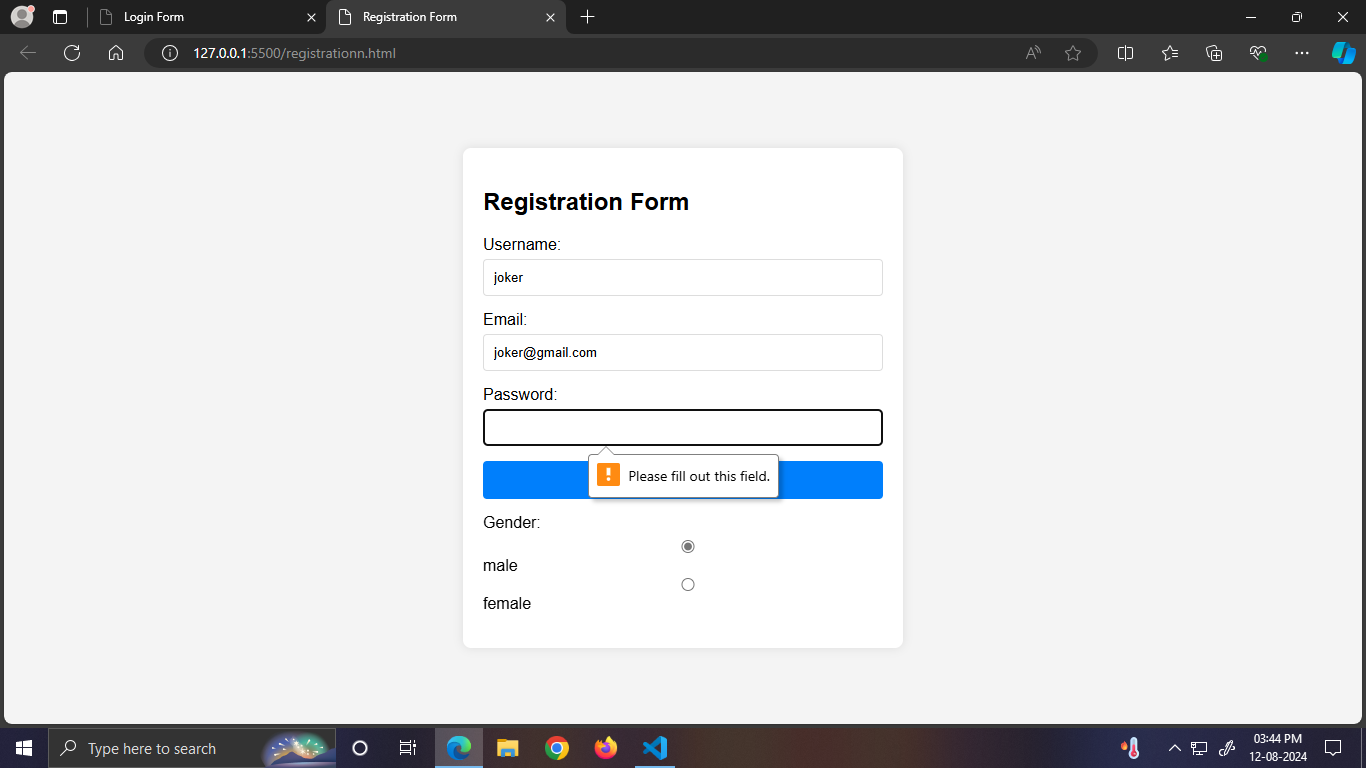 Login Form
Registration Form
127.0.0.1:5500/registrationn.html
Registration Form
Username:
joker
Email:
joker@gmail.com
Password:
Please fill out this field.
Gender:
male
female
Type here to search
03:44 PM
12-08-2024